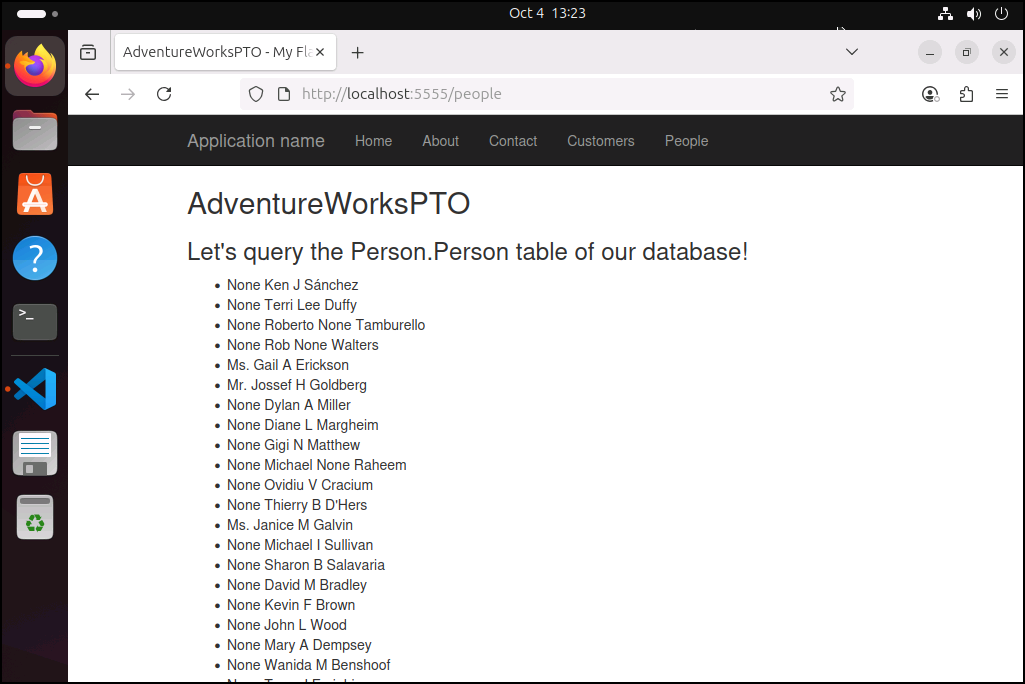 Oct 4 13:23
AdventureWorksPTO - My Fl
http://localhost:5555/people
Application name Home About Contact Customers People
AdventureWorksPTO
Let's query the Person.Person table of our database!
None Ken J Sánchez
None Terri Lee Duffy
None Roberto None Tamburello
None Rob None Walters
Ms. Gail A Erickson
Mr. Jossef H Goldberg
None Dylan A Miller
None Diane L Margheim
None Gigi N Matthew
None Michael None Raheem
None Ovidiu V Cracium
None Thierry B D'Hers
Ms. Janice M Galvin
None Michael I Sullivan
None Sharon B Salavaria
None David M Bradley
None Kevin F Brown
None John L Wood
None Mary A Dempsey
None Wanida M Benshoof